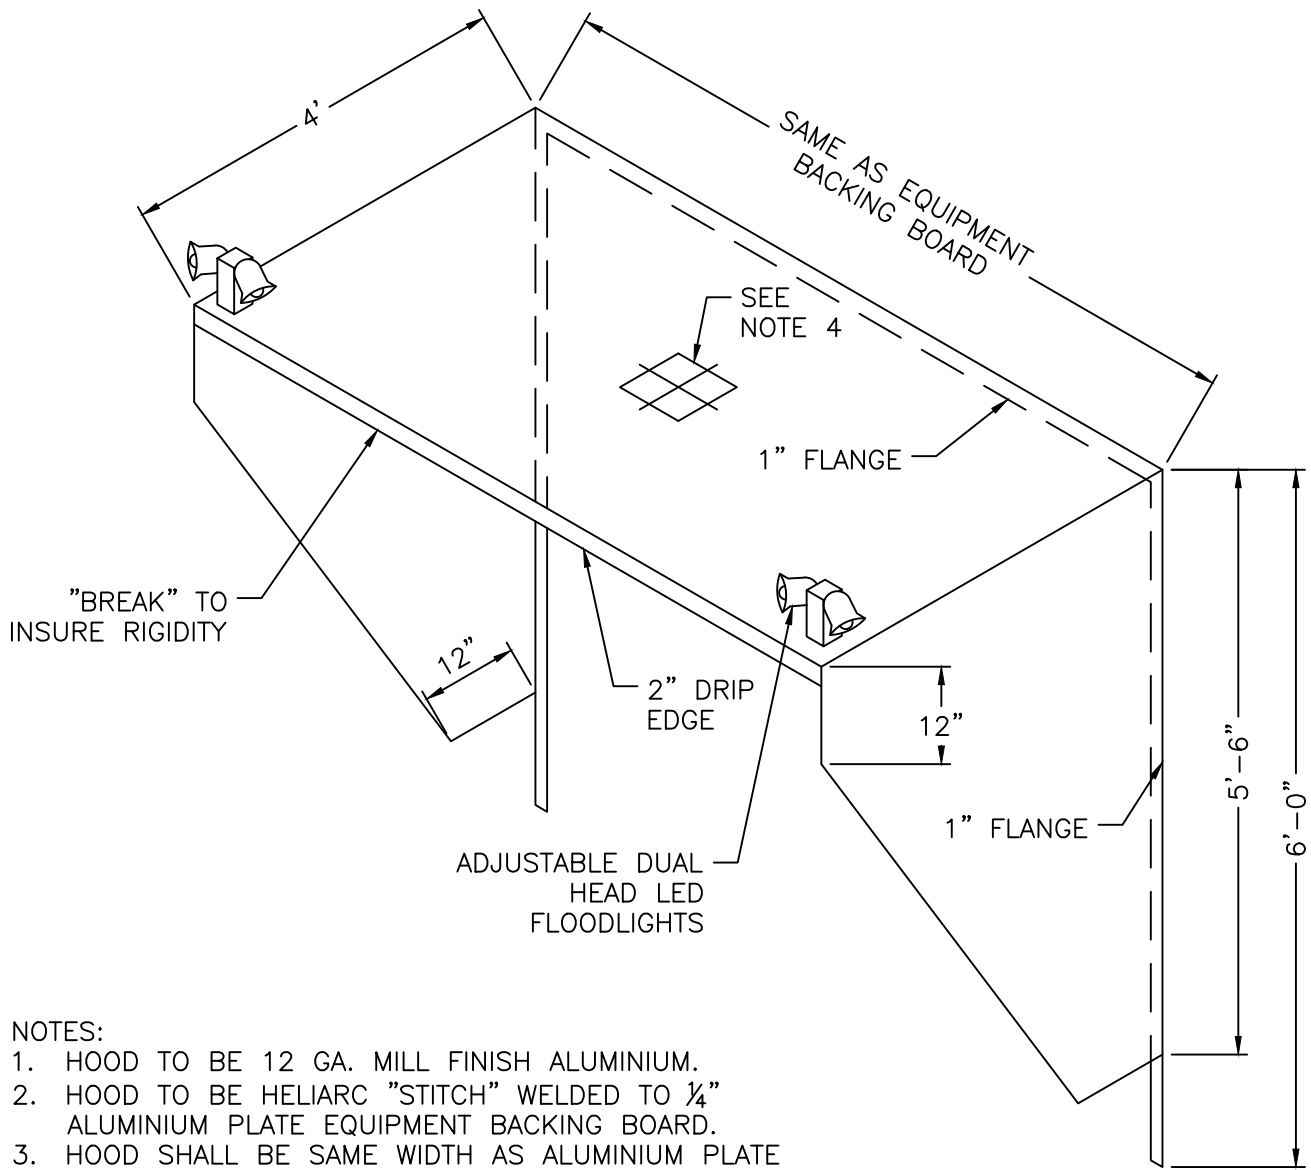 4'
SAME AS EQUIPMENT
BACKING BOARD
SEE
NOTE 4
1" FLANGE
"BREAK" TO
INSURE RIGIDITY
12"
2" DRIP
EDGE
12"
5'-6"
6'-0"
1" FLANGE
ADJUSTABLE DUAL
HEAD LED
FLOODLIGHTS
NOTES:
1. HOOD TO BE 12 GA. MILL FINISH ALUMINIUM.
2. HOOD TO BE HELIARC "STITCH" WELDED TO ¼"
ALUMINIUM PLATE EQUIPMENT BACKING BOARD.
3. HOOD SHALL BE SAME WIDTH AS ALUMINIUM PLATE